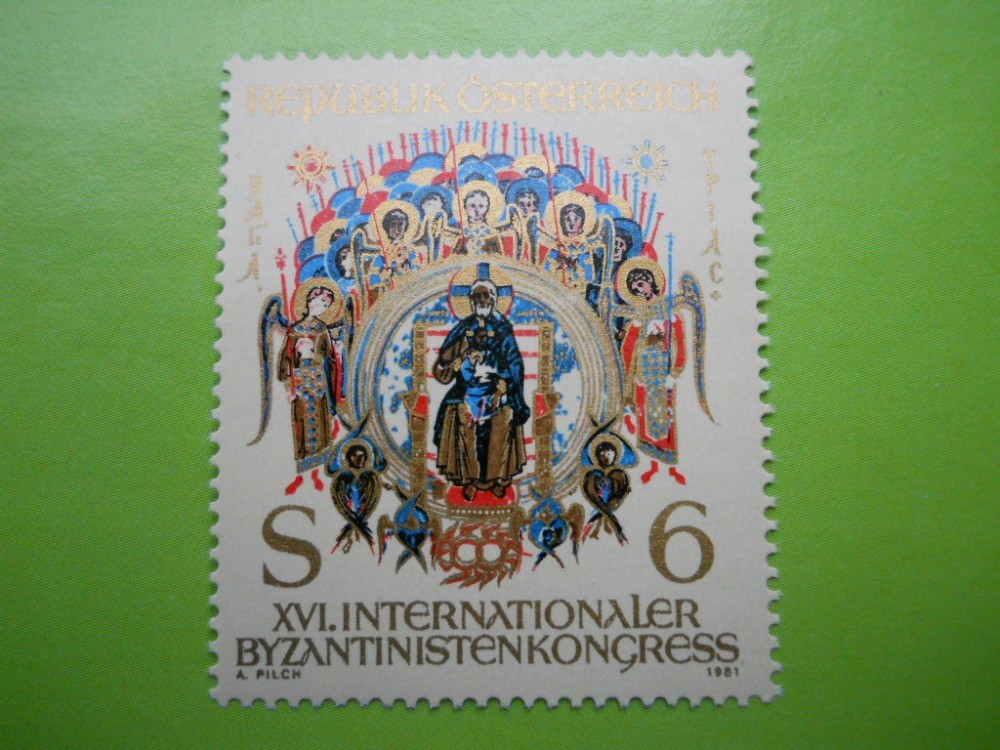 REPUBLIK ÖSTERREICH
S 6
XVI. INTERNATIONALER
BYZANTINISTENKONGRESS
A. PILCH 1981